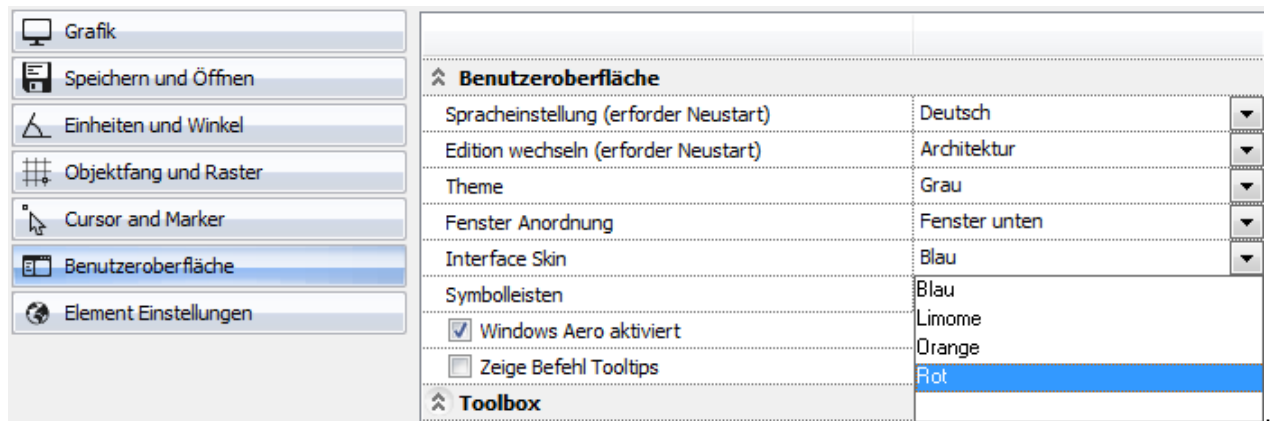 Grafik
Speichern und Öffnen
Einheiten und Winkel
Objektfang und Raster
Cursor and Marker
Benutzeroberfläche
Element Einstellungen
Benutzeroberfläche
Spracheinstellung (erforder Neustart) Deutsch
Edition wechseln (erforder Neustart) Architektur
Theme Grau
Fenster Anordnung Fenster unten
Interface Skin Blau
Symbolleisten
Windows Aero aktiviert
Zeige Befehl Tooltips
Toolbox
Blau
Limome
Orange
Rot